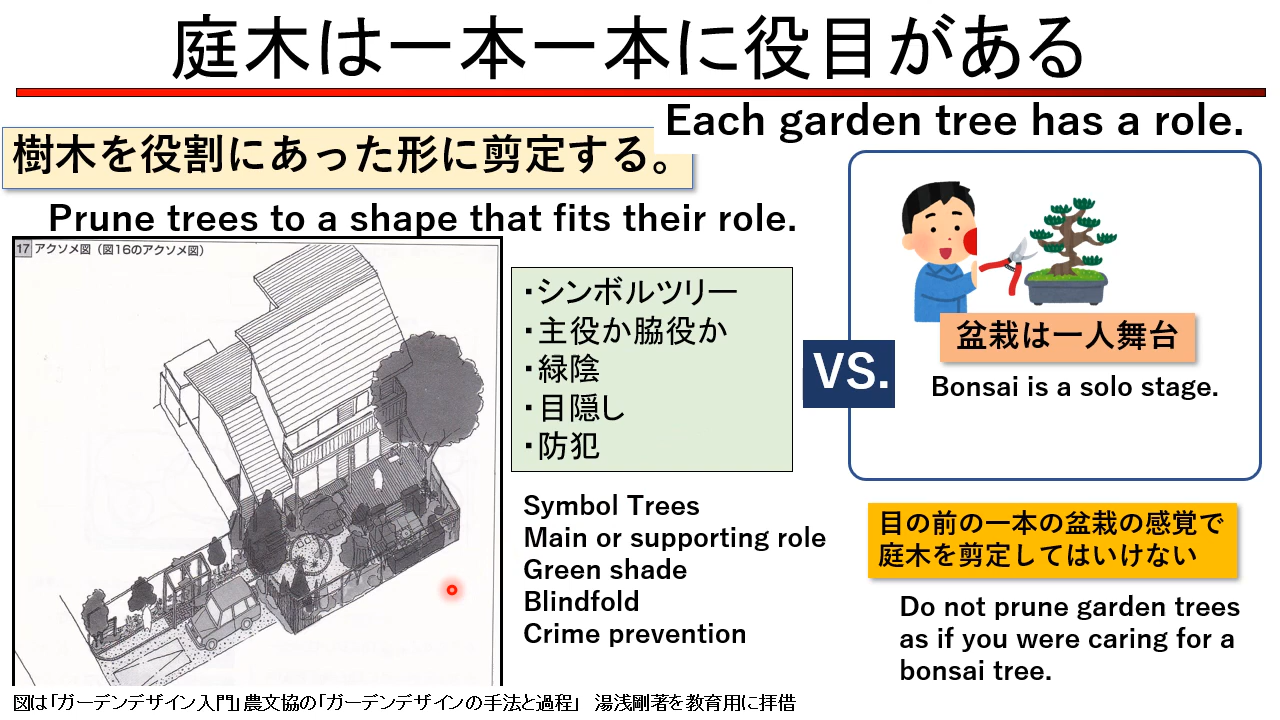 庭木は一本一本に役目がある
Each garden tree has a role.
樹木を役割にあった形に剪定する。
Prune trees to a shape that fits their role.
17 アクソメ図（図16のアクソメ図）
・シンボルツリー
・主役か脇役か
・緑陰
・目隠し
・防犯
Symbol Trees
Main or supporting role
Green shade
Blindfold
Crime prevention
VS.
盆栽は一人舞台
Bonsai is a solo stage.
目の前の一本の盆栽の感覚で
庭木を剪定してはいけない
Do not prune garden trees
as if you were caring for a
bonsai tree.
図は「ガーデンデザイン入門」農文協の「ガーデンデザインの手法と過程」 湯浅剛著を教育用に拝借